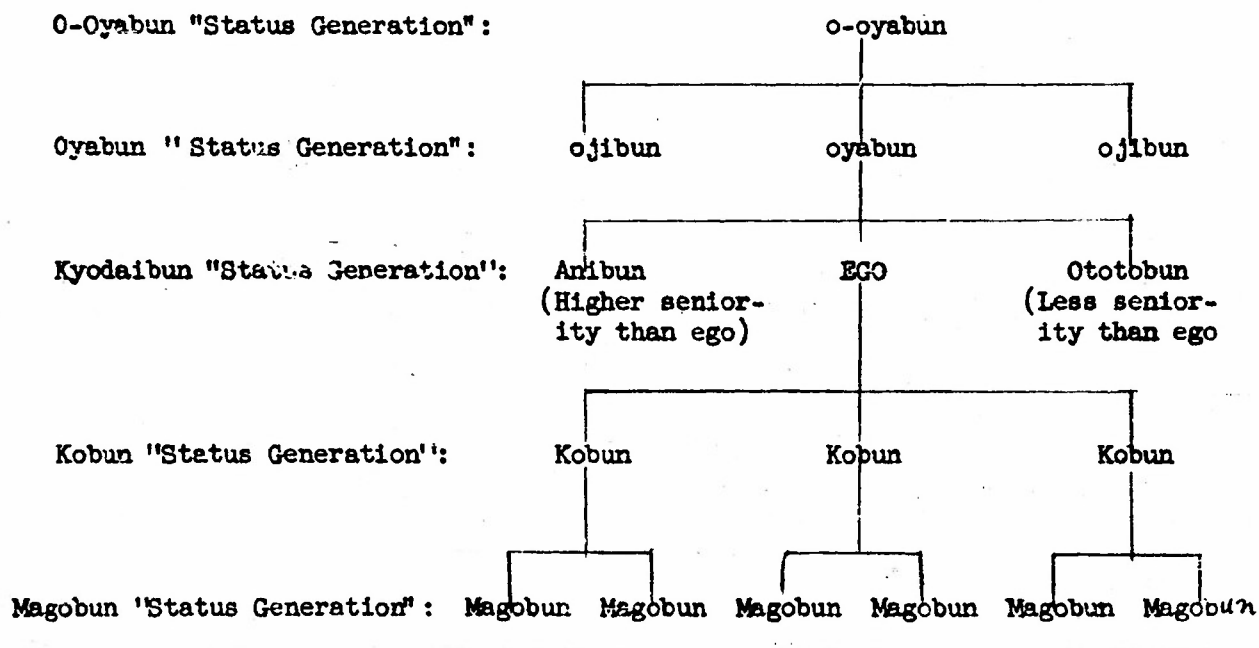 O-Oyabun "Status Generation": o-oyabun
Oyabun "Status Generation": ojibun oyabun ojibun
Kyodaibun "Status Generation": Anibun EGO Ototobun
(Higher senior- (Less senior-
ity than ego) ity than ego
Kobun "Status Generation": Kobun Kobun Kobun
Magobun "Status Generation": Magobun Magobun Magobun Magobun Magobun Magobun